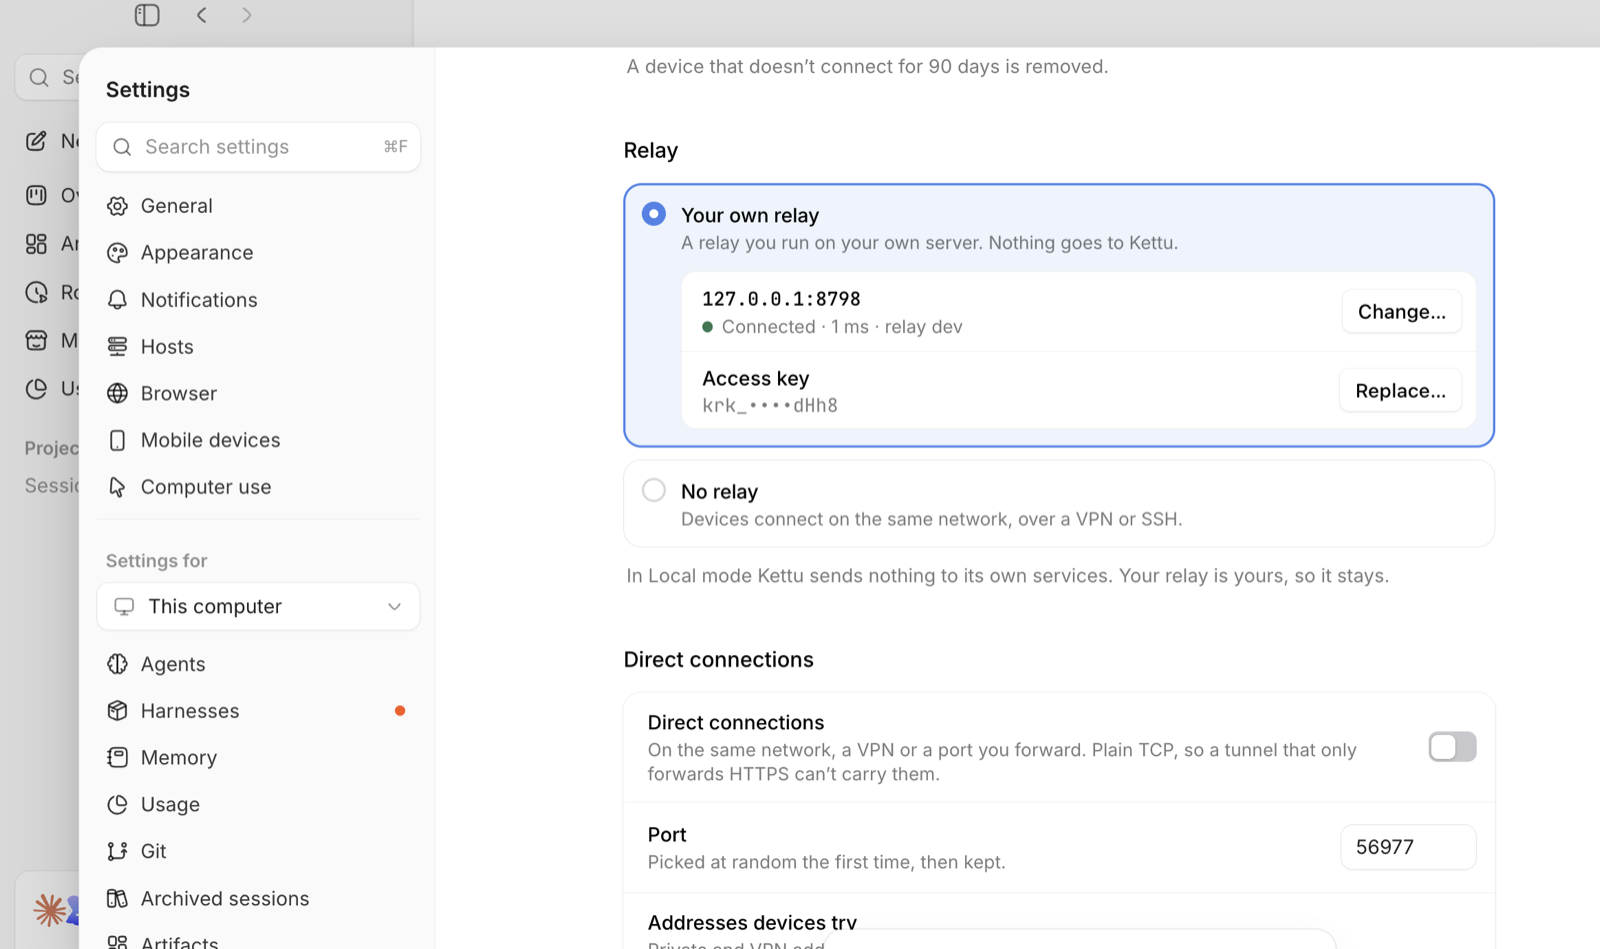 Settings
Search settings
⌘F
General
Appearance
Notifications
Hosts
Browser
Mobile devices
Computer use
Settings for
This computer
Agents
Harnesses
Memory
Usage
Git
Archived sessions
Artifacts
A device that doesn’t connect for 90 days is removed.
Relay
Your own relay
A relay you run on your own server. Nothing goes to Kettu.
127.0.0.1:8798
Connected · 1 ms · relay dev
Change...
Access key
krk_••••dHh8
Replace...
No relay
Devices connect on the same network, over a VPN or SSH.
In Local mode Kettu sends nothing to its own services. Your relay is yours, so it stays.
Direct connections
Direct connections
On the same network, a VPN or a port you forward. Plain TCP, so a tunnel that only
forwards HTTPS can’t carry them.
Port
Picked at random the first time, then kept.
56977
Addresses devices try
Private and VPN